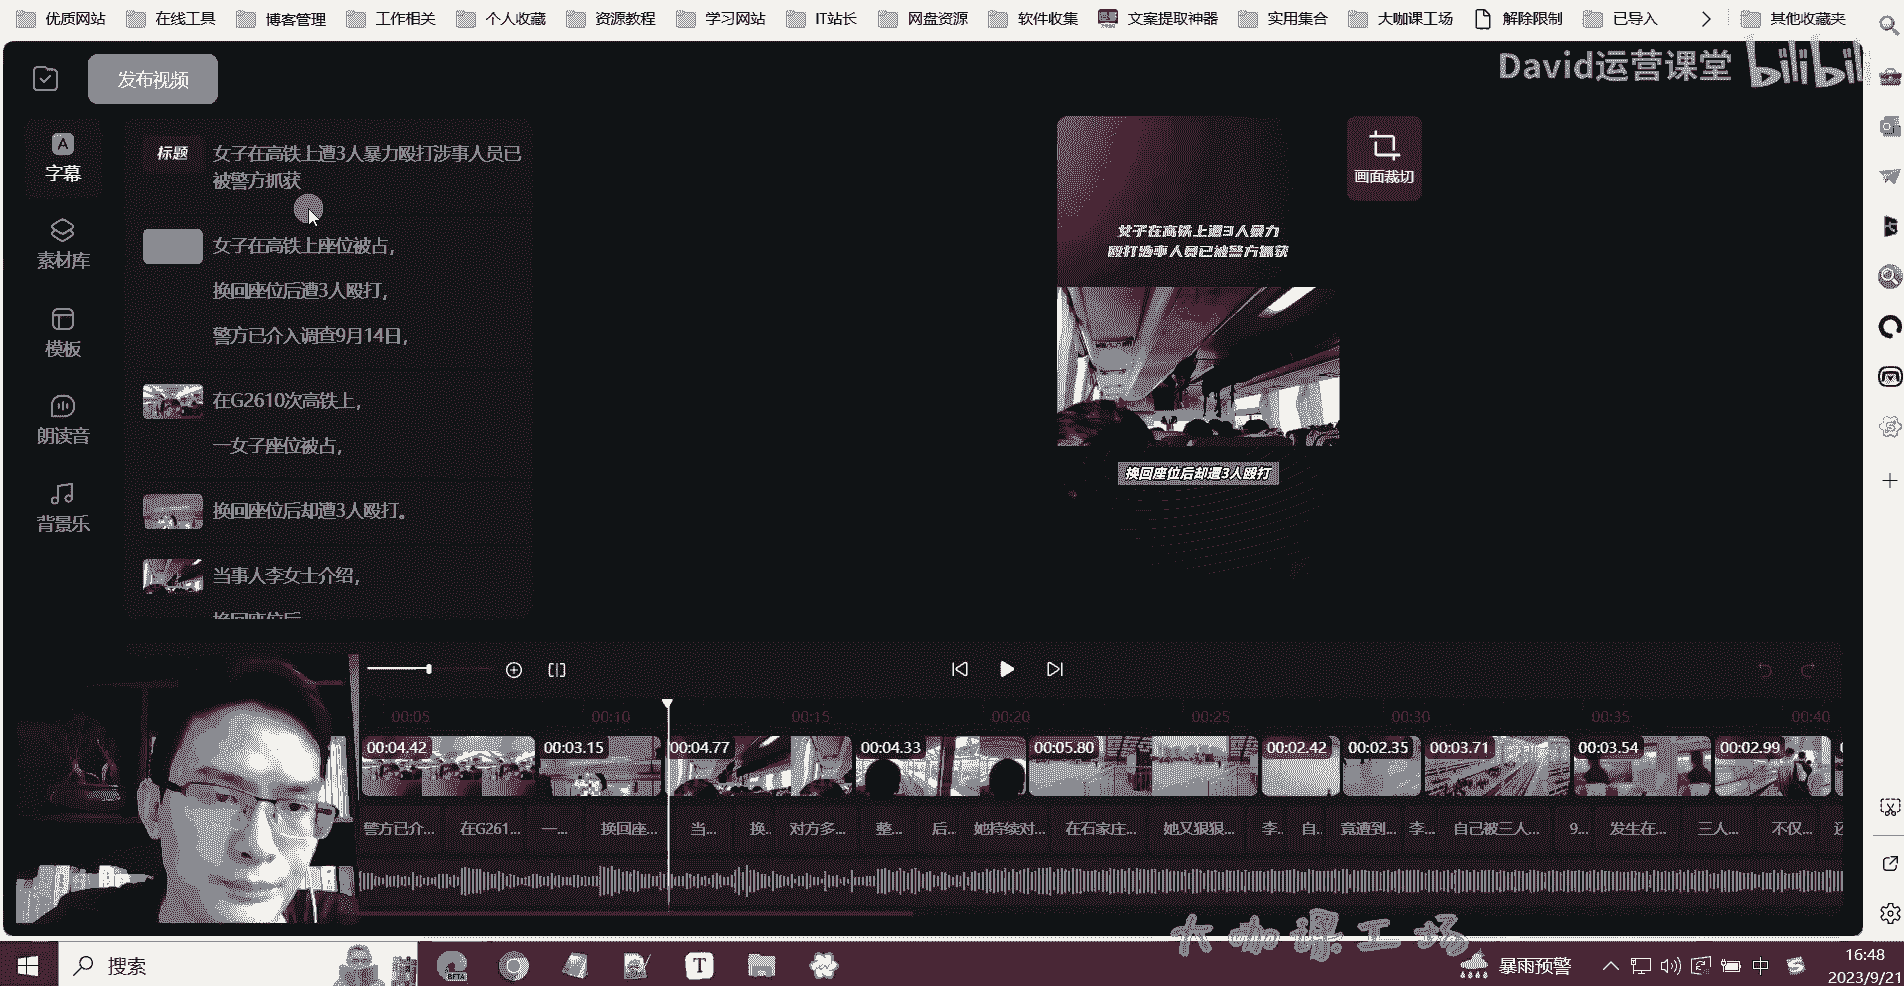 优质网站
在线工具
博客管理
工作相关
个人收藏
资源教程
学习网站
IT站长
网盘资源
软件收集
文案提取神器
实用集合
大咖课工场
解除限制
已导入
其他收藏夹
David运营课堂 bilibili
发布视频
字幕
素材库
模板
朗读音
背景乐
标题
女子在高铁上遭3人暴力殴打涉事人员已
被警方抓获
女子在高铁上座位被占，
换回座位后遭3人殴打，
警方已介入调查9月14日，
在G2610次高铁上，
一女子座位被占，
换回座位后却遭3人殴打。
当事人李女士介绍，
换回座位后
女子在高铁上遭3人暴力
殴打涉事人员已被警方抓获
换回座位后却遭3人殴打
画面裁切
00:05
00:10
00:15
00:20
00:25
00:30
00:35
00:40
00:04.42
00:03.15
00:04.77
00:04.33
00:05.80
00:02.42
00:02.35
00:03.71
00:03.54
00:02.99
警方已介...
在G261...
一...
换回座...
当...
换..
对方多...
整...
后..
她持续对...
在石家庄...
她又狠狠...
李..
自..
竟遭到...
李...
自己被三人...
9...
发生在...
三人...
不仅...
还
大咖课工场
搜索
BETA
T
暴雨预警
中
16:48
2023/9/21